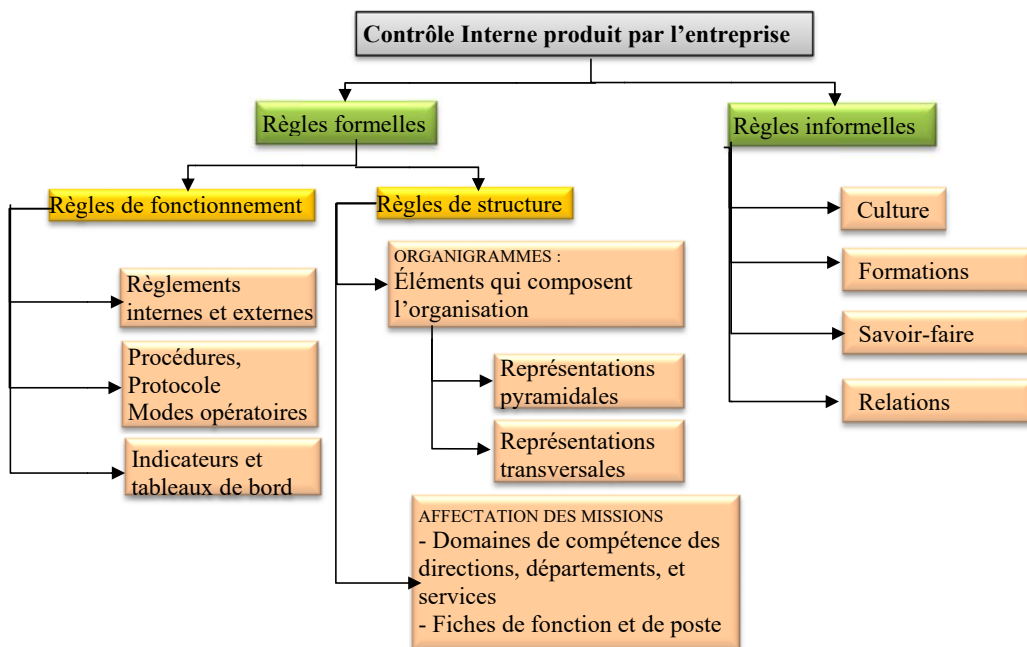 Contrôle Interne produit par l'entreprise
Règles formelles
Règles informelles
Règles de fonctionnement
Règles de structure
Règlements
internes et externes
Procédures,
Protocole
Modes opératoires
Indicateurs et
tableaux de bord
ORGANIGRAMMES :
Éléments qui composent
l'organisation
Représentations
pyramidales
Représentations
transversales
AFFECTATION DES MISSIONS
- Domaines de compétence des
directions, départements, et
services
- Fiches de fonction et de poste
Culture
Formations
Savoir-faire
Relations